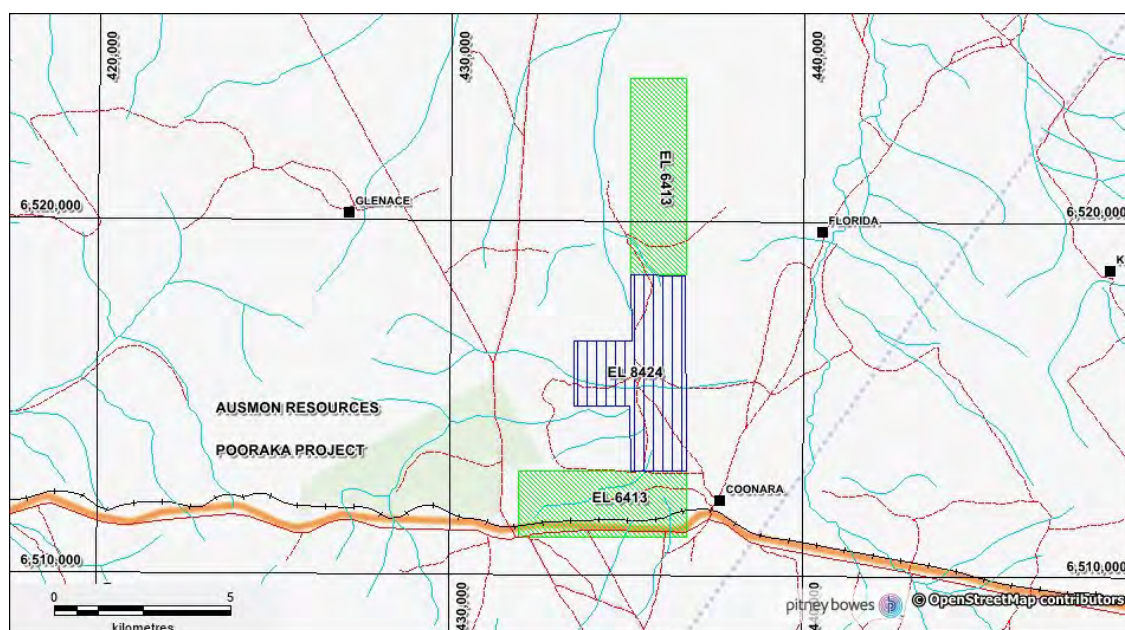 420,000
430,000
440,000
EL 6413
GLENACE
6,520,000
6,520,000
FLORIDA
K
EL 8424
AUSMON RESOURCES
POORAKA PROJECT
COONARA
EL 6413
6,510,000
6,510,000
0 5
kilometres
430,000
440,000
pitney bowes
© OpenStreetMap contributors